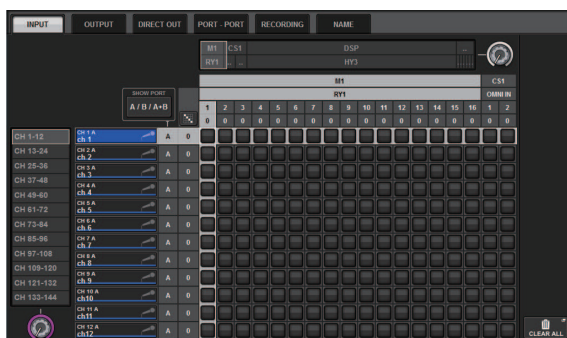 INPUT OUTPUT DIRECT OUT PORT - PORT RECORDING NAME
M1 CS1 DSP ..
RY1 .. .. HY3
M1 CS1
SHOW PORT RY1 OMNI IN
A / B / A+B 1 2 3 4 5 6 7 8 9 10 11 12 13 14 15 16 1 2
0 0 0 0 0 0 0 0 0 0 0 0 0 0 0 0 0 0
CH 1-12
CH 13-24
CH 25-36
CH 37-48
CH 49-60
CH 61-72
CH 73-84
CH 85-96
CH 97-108
CH 109-120
CH 121-132
CH 133-144
CH 1 A
ch 1 A 0
CH 2 A
ch 2 A 0
CH 3 A
ch 3 A 0
CH 4 A
ch 4 A 0
CH 5 A
ch 5 A 0
CH 6 A
ch 6 A 0
CH 7 A
ch 7 A 0
CH 8 A
ch 8 A 0
CH 9 A
ch 9 A 0
CH 10 A
ch10 A 0
CH 11 A
ch11 A 0
CH 12 A
ch12 A 0
CLEAR ALL